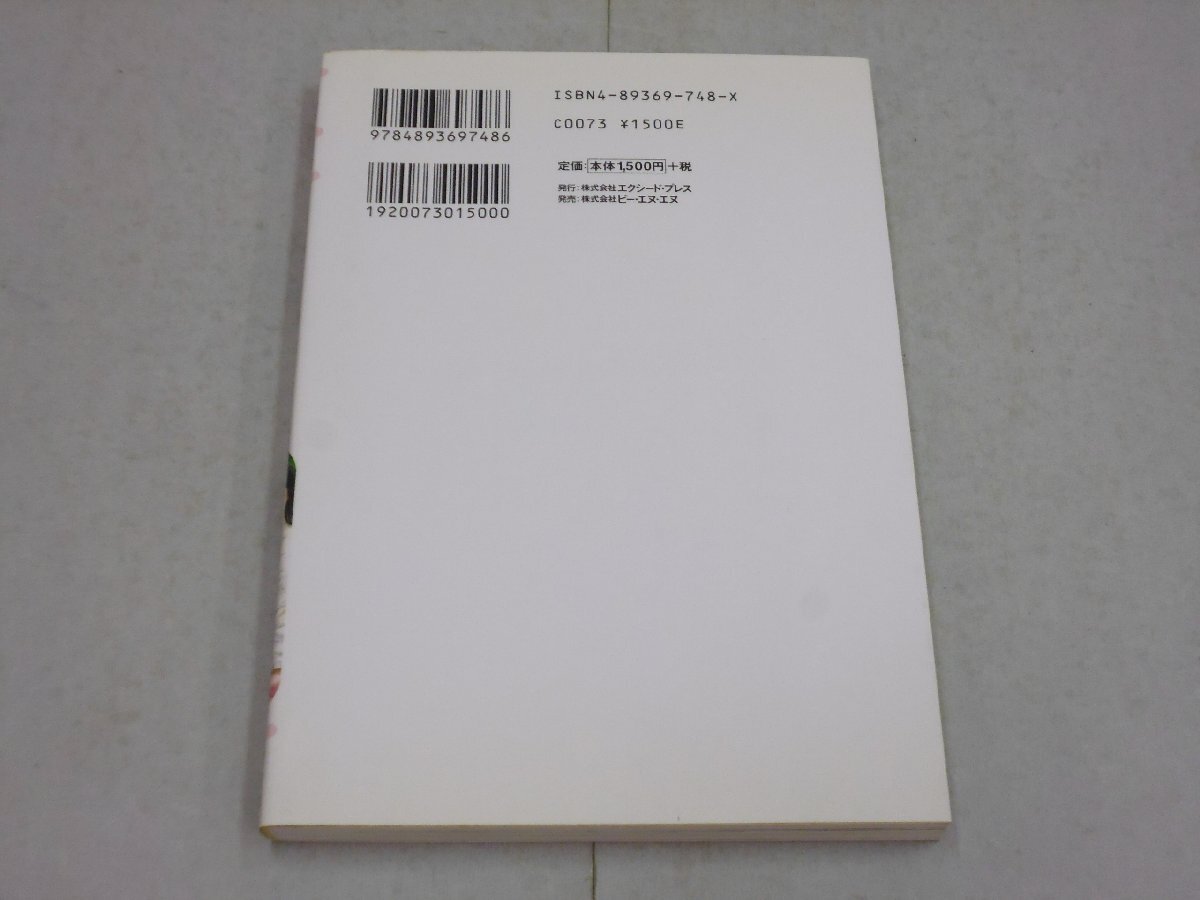 9784893697486
1920073015000
ISBN4-89369-748-X
C0073 ¥1500E
定価:本体1,500円+税
発行:株式会社エクシード・プレス
発売:株式会社ビー・エヌ・エヌ